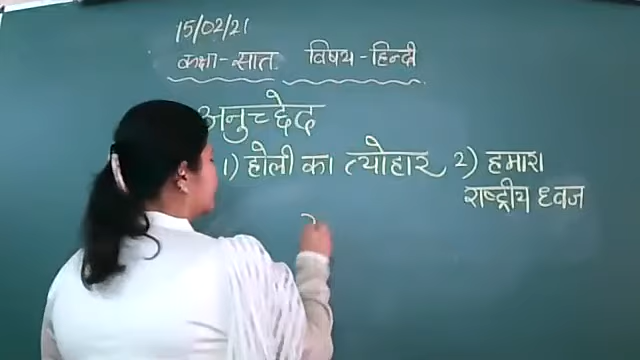 15/02/21
कक्षा - सात विषय - हिन्दी
अनुच्छेद
1) होली का त्योहार 2) हमारा
राष्ट्रीय ध्वज